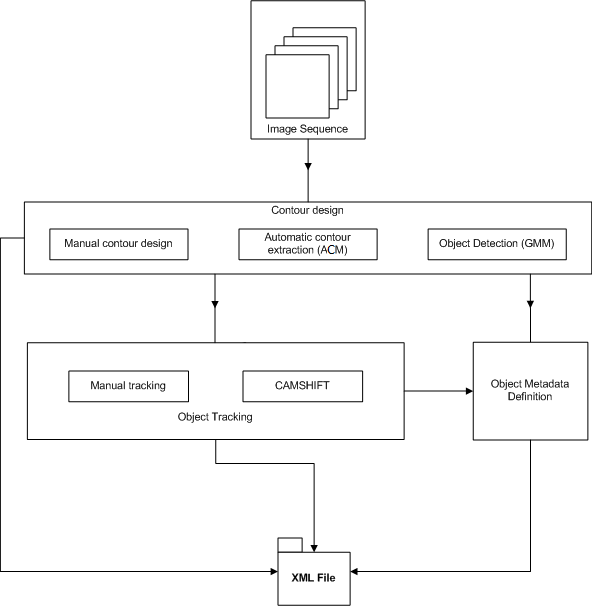 Image Sequence
Contour design
Manual contour design
Automatic contour
extraction (ACM)
Object Detection (GMM)
Manual tracking
CAMSHIFT
Object Tracking
Object Metadata
Definition
XML File